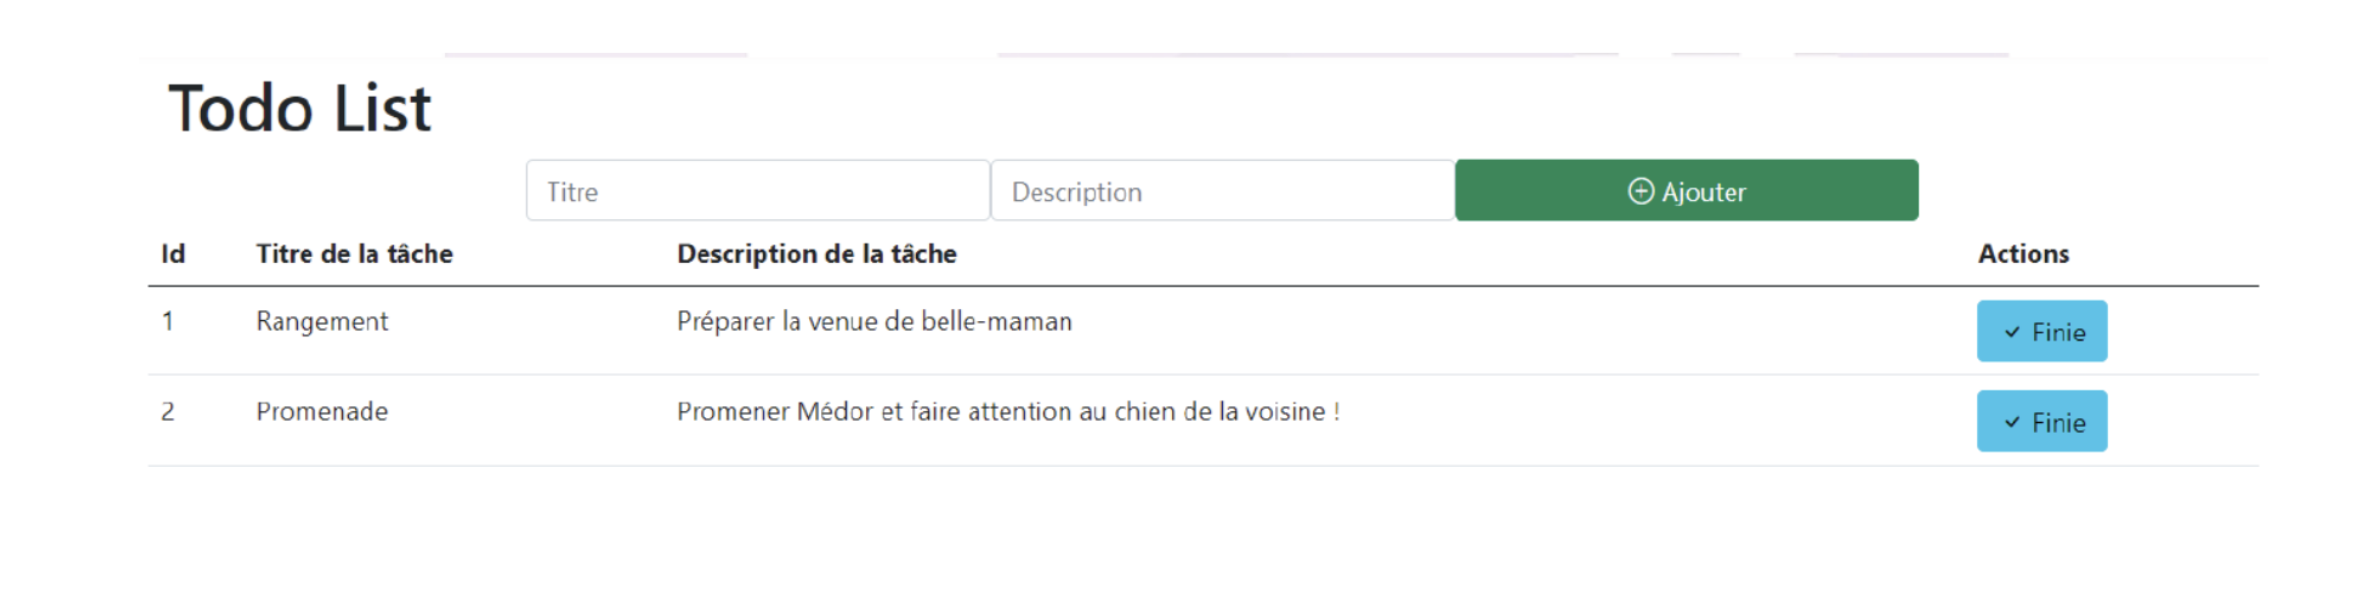 Todo List
Titre Description Ajouter
Id Titre de la tâche Description de la tâche Actions
1 Rangement Préparer la venue de belle-maman Finie
2 Promenade Promener Médor et faire attention au chien de la voisine ! Finie